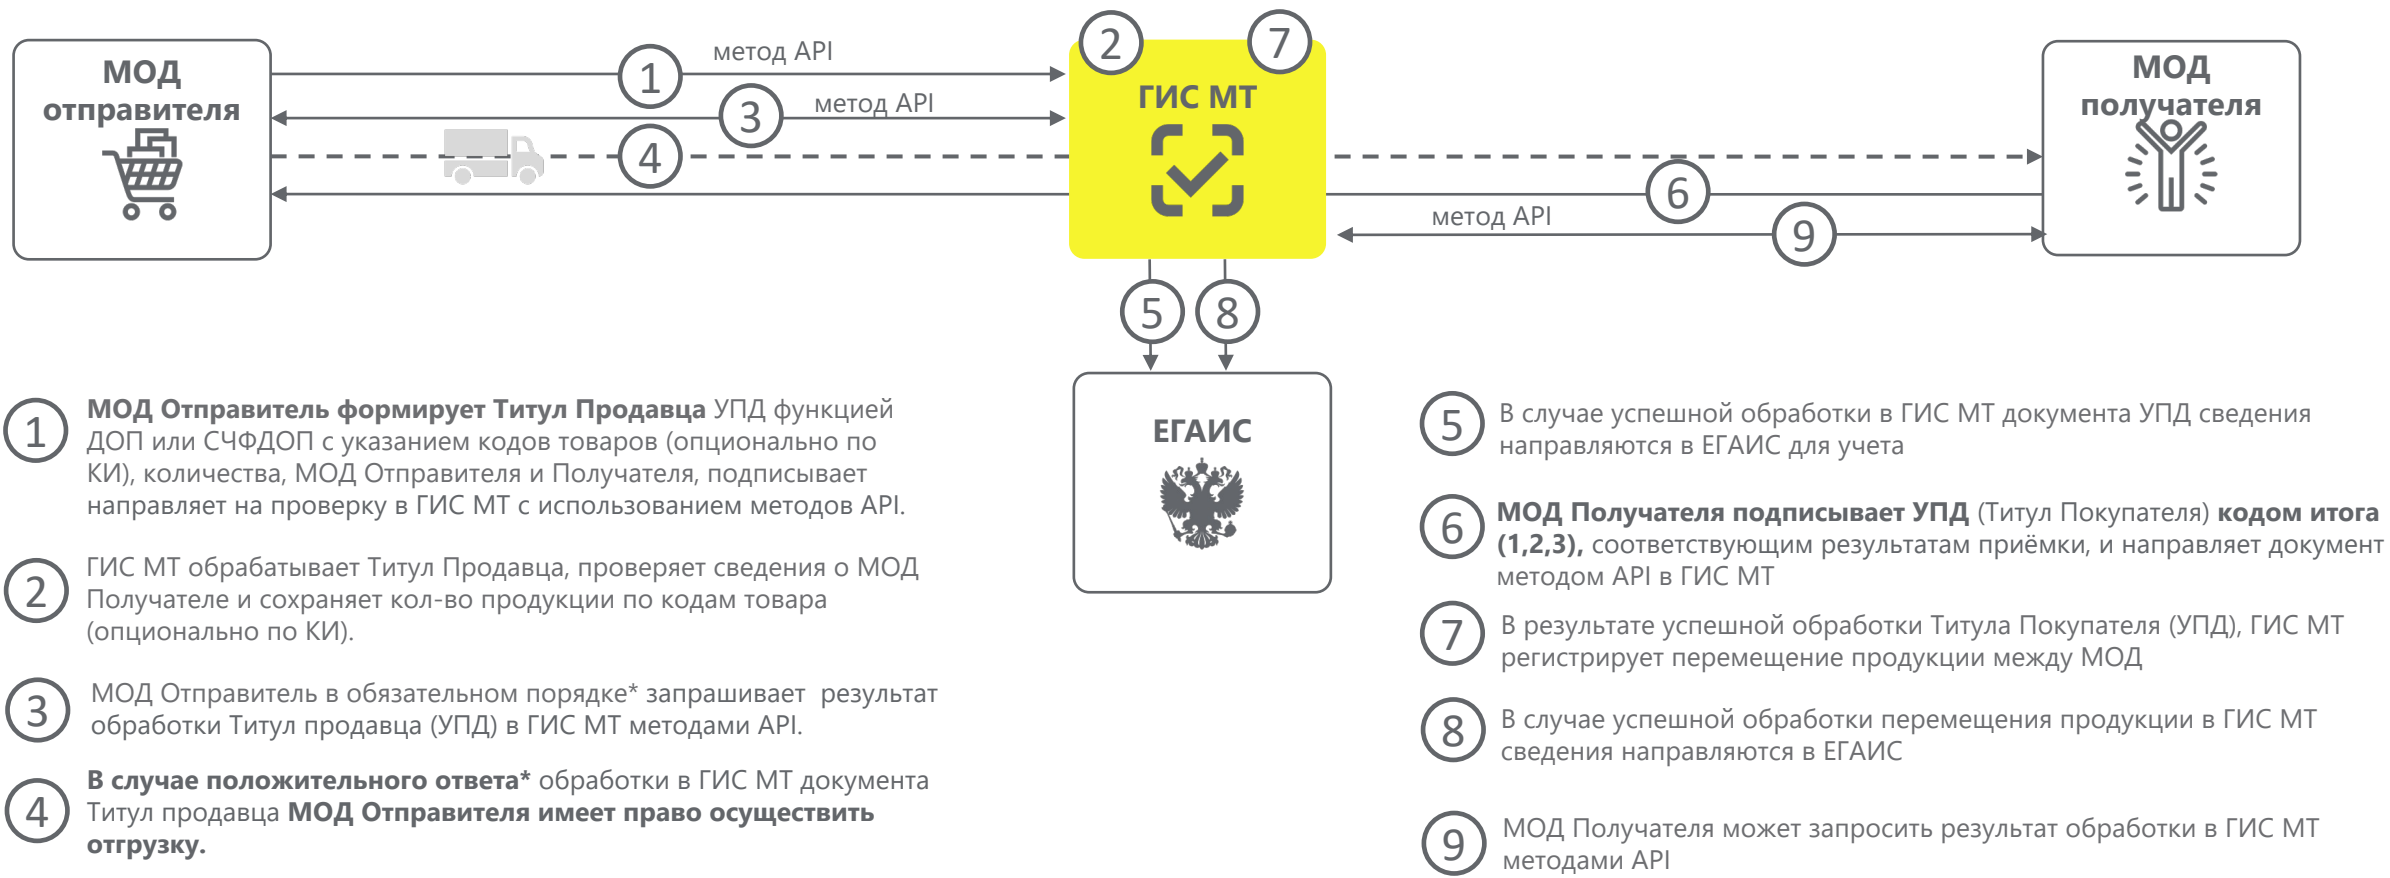 МОД
отправителя
1
метод API
3
метод API
4
2
7
ГИС МТ
МОД
получателя
6
метод API
9
5
8
ЕГАИС
1
МОД Отправитель формирует Титул Продавца УПД функцией
ДОП или СЧФДОП с указанием кодов товаров (опционально по
КИ), количества, МОД Отправителя и Получателя, подписывает
направляет на проверку в ГИС МТ с использованием методов API.
2
ГИС МТ обрабатывает Титул Продавца, проверяет сведения о МОД
Получателе и сохраняет кол-во продукции по кодам товара
(опционально по КИ).
3
МОД Отправитель в обязательном порядке* запрашивает результат
обработки Титул продавца (УПД) в ГИС МТ методами API.
4
В случае положительного ответа* обработки в ГИС МТ документа
Титул продавца МОД Отправителя имеет право осуществить
отгрузку.
5
В случае успешной обработки в ГИС МТ документа УПД сведения
направляются в ЕГАИС для учета
6
МОД Получателя подписывает УПД (Титул Покупателя) кодом итога
(1,2,3), соответствующим результатам приёмки, и направляет документ
методом API в ГИС МТ
7
В результате успешной обработки Титула Покупателя (УПД), ГИС МТ
регистрирует перемещение продукции между МОД
8
В случае успешной обработки перемещения продукции в ГИС МТ
сведения направляются в ЕГАИС
9
МОД Получателя может запросить результат обработки в ГИС МТ
методами API